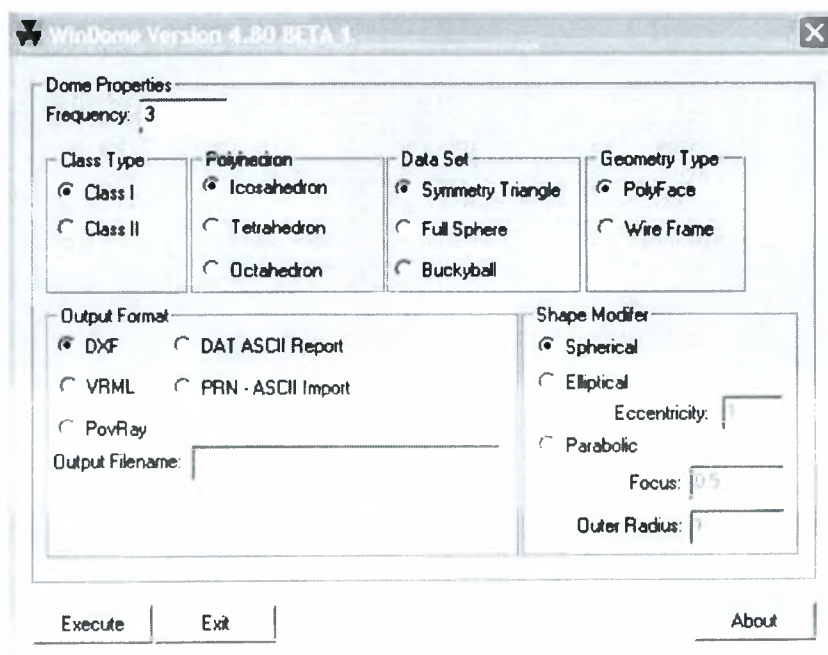 WinDome Version 4.80 BETA 1
Dome Properties
Frequency: 3
Class Type
Class I
Class II
Polyhedron
Icosahedron
Tetrahedron
Octahedron
Data Set
Symmetry Triangle
Full Sphere
Buckyball
Geometry Type
PolyFace
Wire Frame
Output Format
DXF
DAT ASCII Report
VRML
PRN - ASCII Import
PovRay
Output Filename:
Shape Modifer
Spherical
Elliptical
Eccentricity: 1
Parabolic
Focus: 0.5
Outer Radius:
Execute
Exit
About